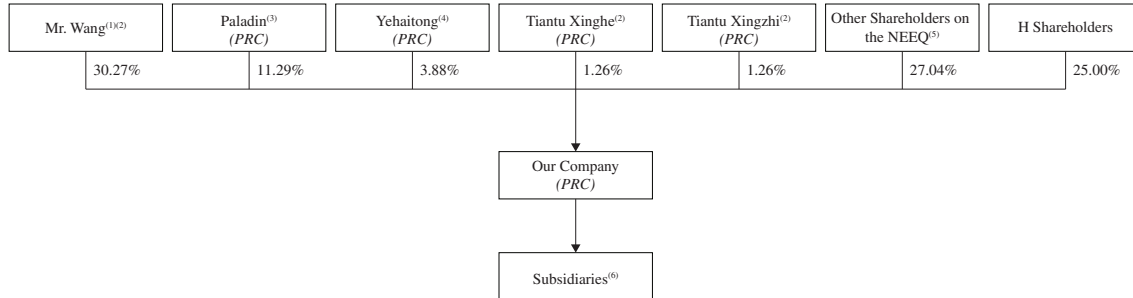 Mr. Wang(1)(2)
Paladin(3)
(PRC)
Yehaitong(4)
(PRC)
Tiantu Xinghe(2)
(PRC)
Tiantu Xingzhi(2)
(PRC)
Other Shareholders on
the NEEQ(5)
H Shareholders
30.27%
11.29%
3.88%
1.26%
1.26%
27.04%
25.00%
Our Company
(PRC)
Subsidiaries(6)